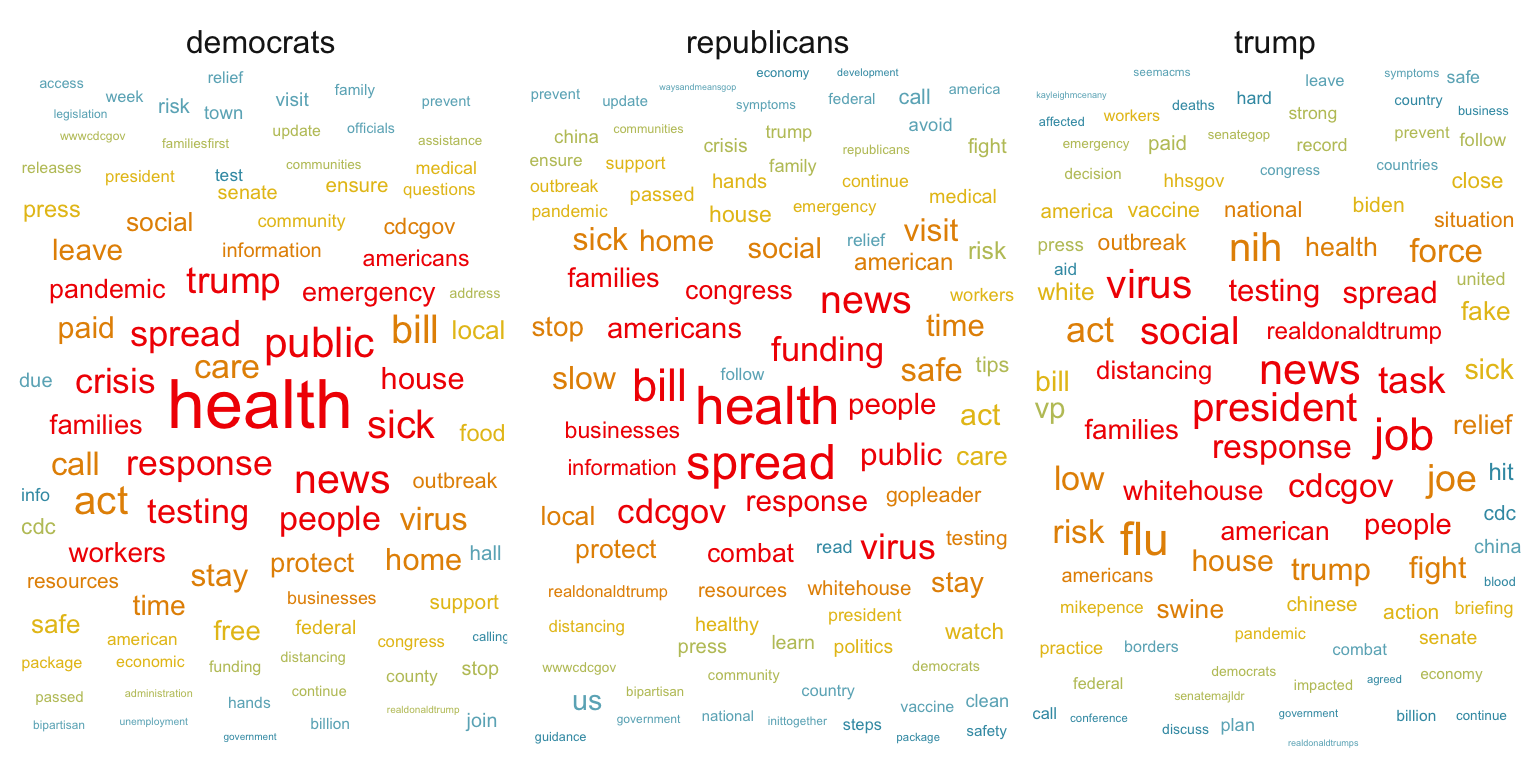 democrats
relief
access
family
week
visit
risk
prevent
town
legislation
update
officials
wwwcdcgov
familiesfirst
assistance
releases
communities
medical
president
test
ensure
senate
questions
press
social
community
cdcgov
leave
information
americans
trump
pandemic
emergency
address
paid
spread
public
bill
local
care
due
crisis
house
health
families
sick
food
call
response
news
outbreak
info
act
testing
people
virus
cdc
workers
protect
home
hall
resources
stay
time
businesses
support
safe
free
federal
american
congress
calling
package
economic
funding
distancing
county
stop
passed
administration
continue
hands
realdonaldtrump
bipartisan
unemployment
billion
join
government
republicans
economy
development
waysandmeansgop
prevent
update
symptoms
federal
call
america
avoid
china
communities
trump
crisis
republicans
fight
ensure
support
family
outbreak
passed
hands
continue
medical
pandemic
house
emergency
sick
home
social
relief
visit
american
risk
families
congress
news
workers
stop
americans
time
funding
slow
bill
follow
safe
tips
health
people
act
businesses
information
spread
public
care
response
gopleader
local
cdcgov
protect
combat
read
virus
testing
realdonaldtrump
resources
whitehouse
stay
distancing
healthy
president
press
learn
politics
watch
wwwcdcgov
community
democrats
us
bipartisan
country
vaccine
clean
government
national
inittogether
steps
safety
guidance
package
trump
seemacms
leave
symptoms
safe
kayleighmcenany
deaths
hard
country
business
affected
workers
strong
emergency
paid
senategop
record
prevent
follow
decision
hhsgov
congress
countries
close
america
vaccine
national
biden
situation
press
outbreak
nih
health
force
aid
white
virus
testing
spread
united
fake
act
social
realdonaldtrump
distancing
news
task
sick
bill
vp
president
families
response
job
relief
low
whitehouse
cdcgov
joe
hit
risk
flu
american
people
cdc
china
americans
house
trump
fight
blood
mikepence
swine
chinese
action
briefing
practice
borders
pandemic
combat
senate
federal
democrats
impacted
agreed
economy
senatemajldr
call
conference
discuss
plan
government
billion
continue
realdonaldtrumps